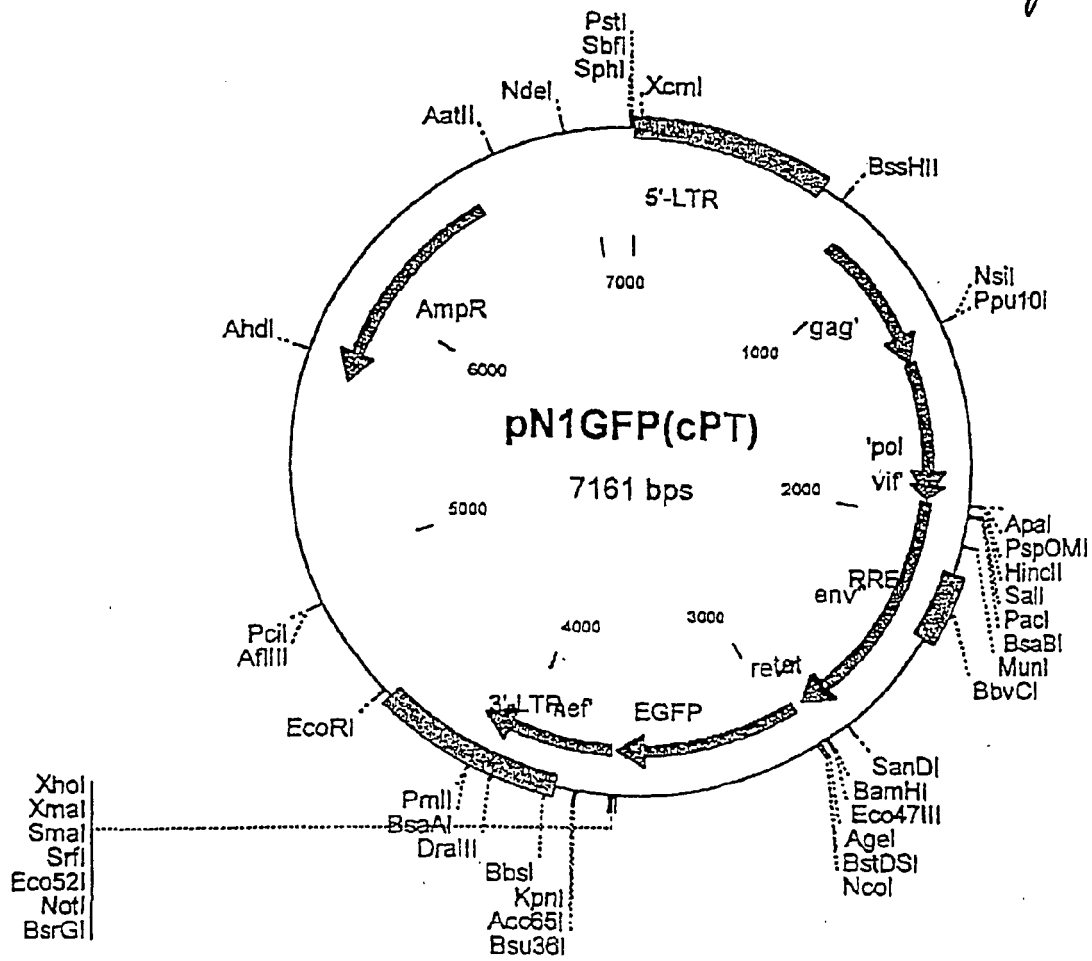 PstI
SbfI
SphI
XcmI
NdeI
AatII
BssHII
5'-LTR
7000
NsiI
Ppu10I
AmpR
gag'
AhdI
1000
6000
pN1GFP(cPT)
7161 bps
'pol
vif'
2000
5000
ApaI
PspOMI
HincII
SalI
PacI
BsaBI
MunI
BbvCI
RRE
env"
PciI
AflIII
4000
3000
rev
tat
3'-LTR
nef'
EGFP
EcoRI
SanDI
BamHI
Eco47III
AgeI
BstDSI
NcoI
PmlI
BsaAI
DraIII
BbsI
KpnI
Acc65I
Bsu36I
XhoI
XmaI
SmaI
SrfI
Eco52I
NotI
BsrGI